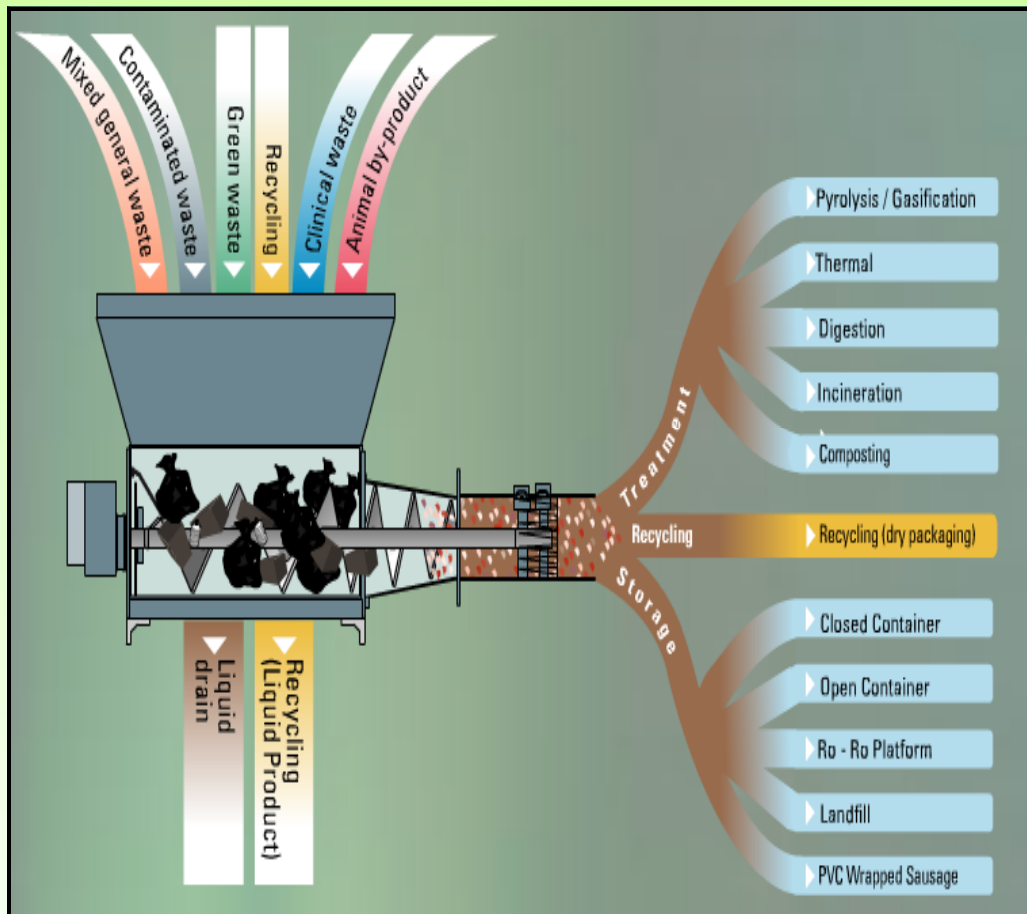 Mixed general waste
Contaminated waste
Green waste
Recycling
Clinical waste
Animal by-product
Pyrolysis / Gasification
Thermal
Digestion
Incineration
Composting
Treatment
Recycling
Recycling (dry packaging)
Storage
Closed Container
Open Container
Ro - Ro Platform
Landfill
PVC Wrapped Sausage
Liquid
drain
Recycling
(Liquid Product)